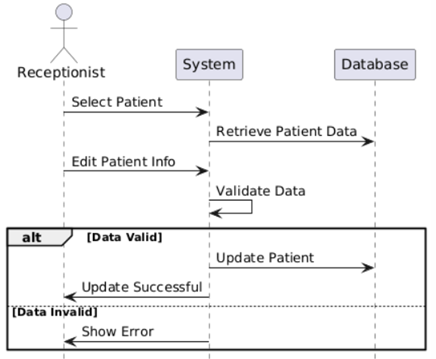 Receptionist
System
Database
Select Patient
Retrieve Patient Data
Edit Patient Info
Validate Data
alt [Data Valid]
Update Patient
Update Successful
[Data Invalid]
Show Error